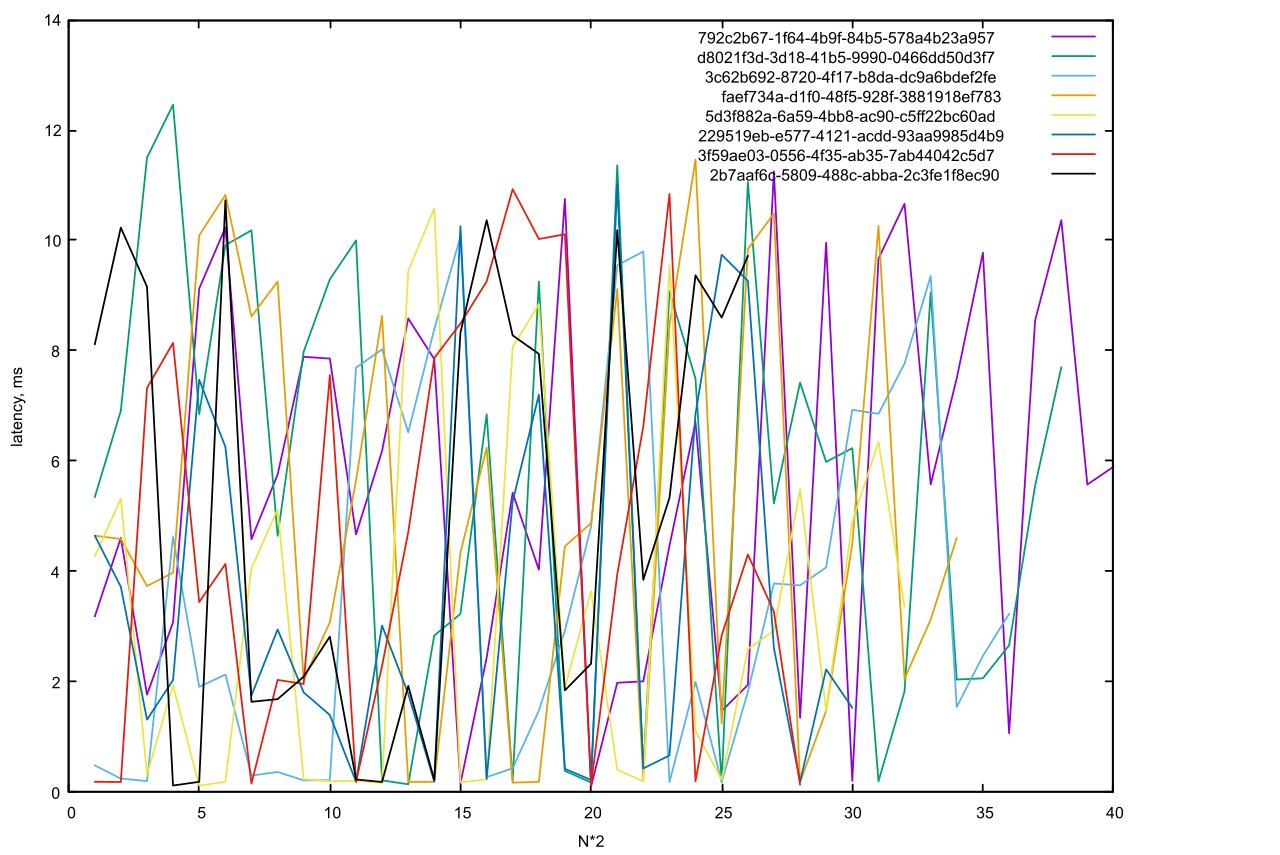 14
12
10
8
6
4
2
0
latency, ms
792c2b67-1f64-4b9f-84b5-578a4b23a957
d8021f3d-3d18-41b5-9990-0466dd50d3f7
3c62b692-8720-4f17-b8da-dc9a6bdef2fe
faef734a-d1f0-48f5-928f-3881918ef783
5d3f882a-6a59-4bb8-ac90-c5ff22bc60ad
229519eb-e577-4121-acdd-93aa9985d4b9
3f59ae03-0556-4f35-ab35-7ab44042c5d7
2b7aaf6d-5809-488c-abba-2c3fe1f8ec90
0 5 10 15 20 25 30 35 40
N*2